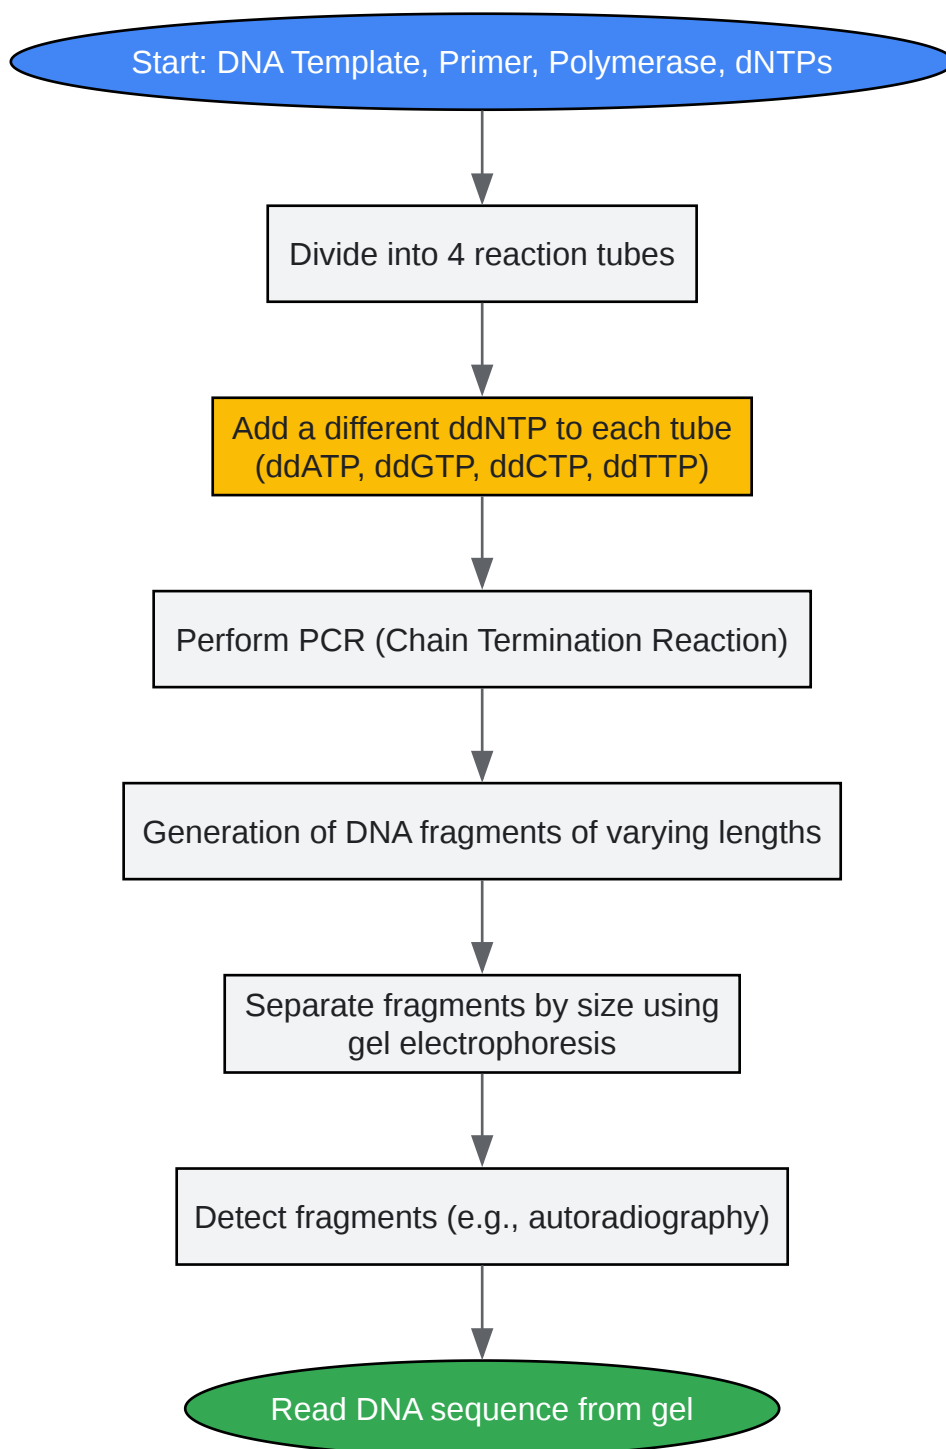 Start: DNA Template, Primer, Polymerase, dNTPs
Divide into 4 reaction tubes
Add a different ddNTP to each tube
(ddATP, ddGTP, ddCTP, ddTTP)
Perform PCR (Chain Termination Reaction)
Generation of DNA fragments of varying lengths
Separate fragments by size using
gel electrophoresis
Detect fragments (e.g., autoradiography)
Read DNA sequence from gel